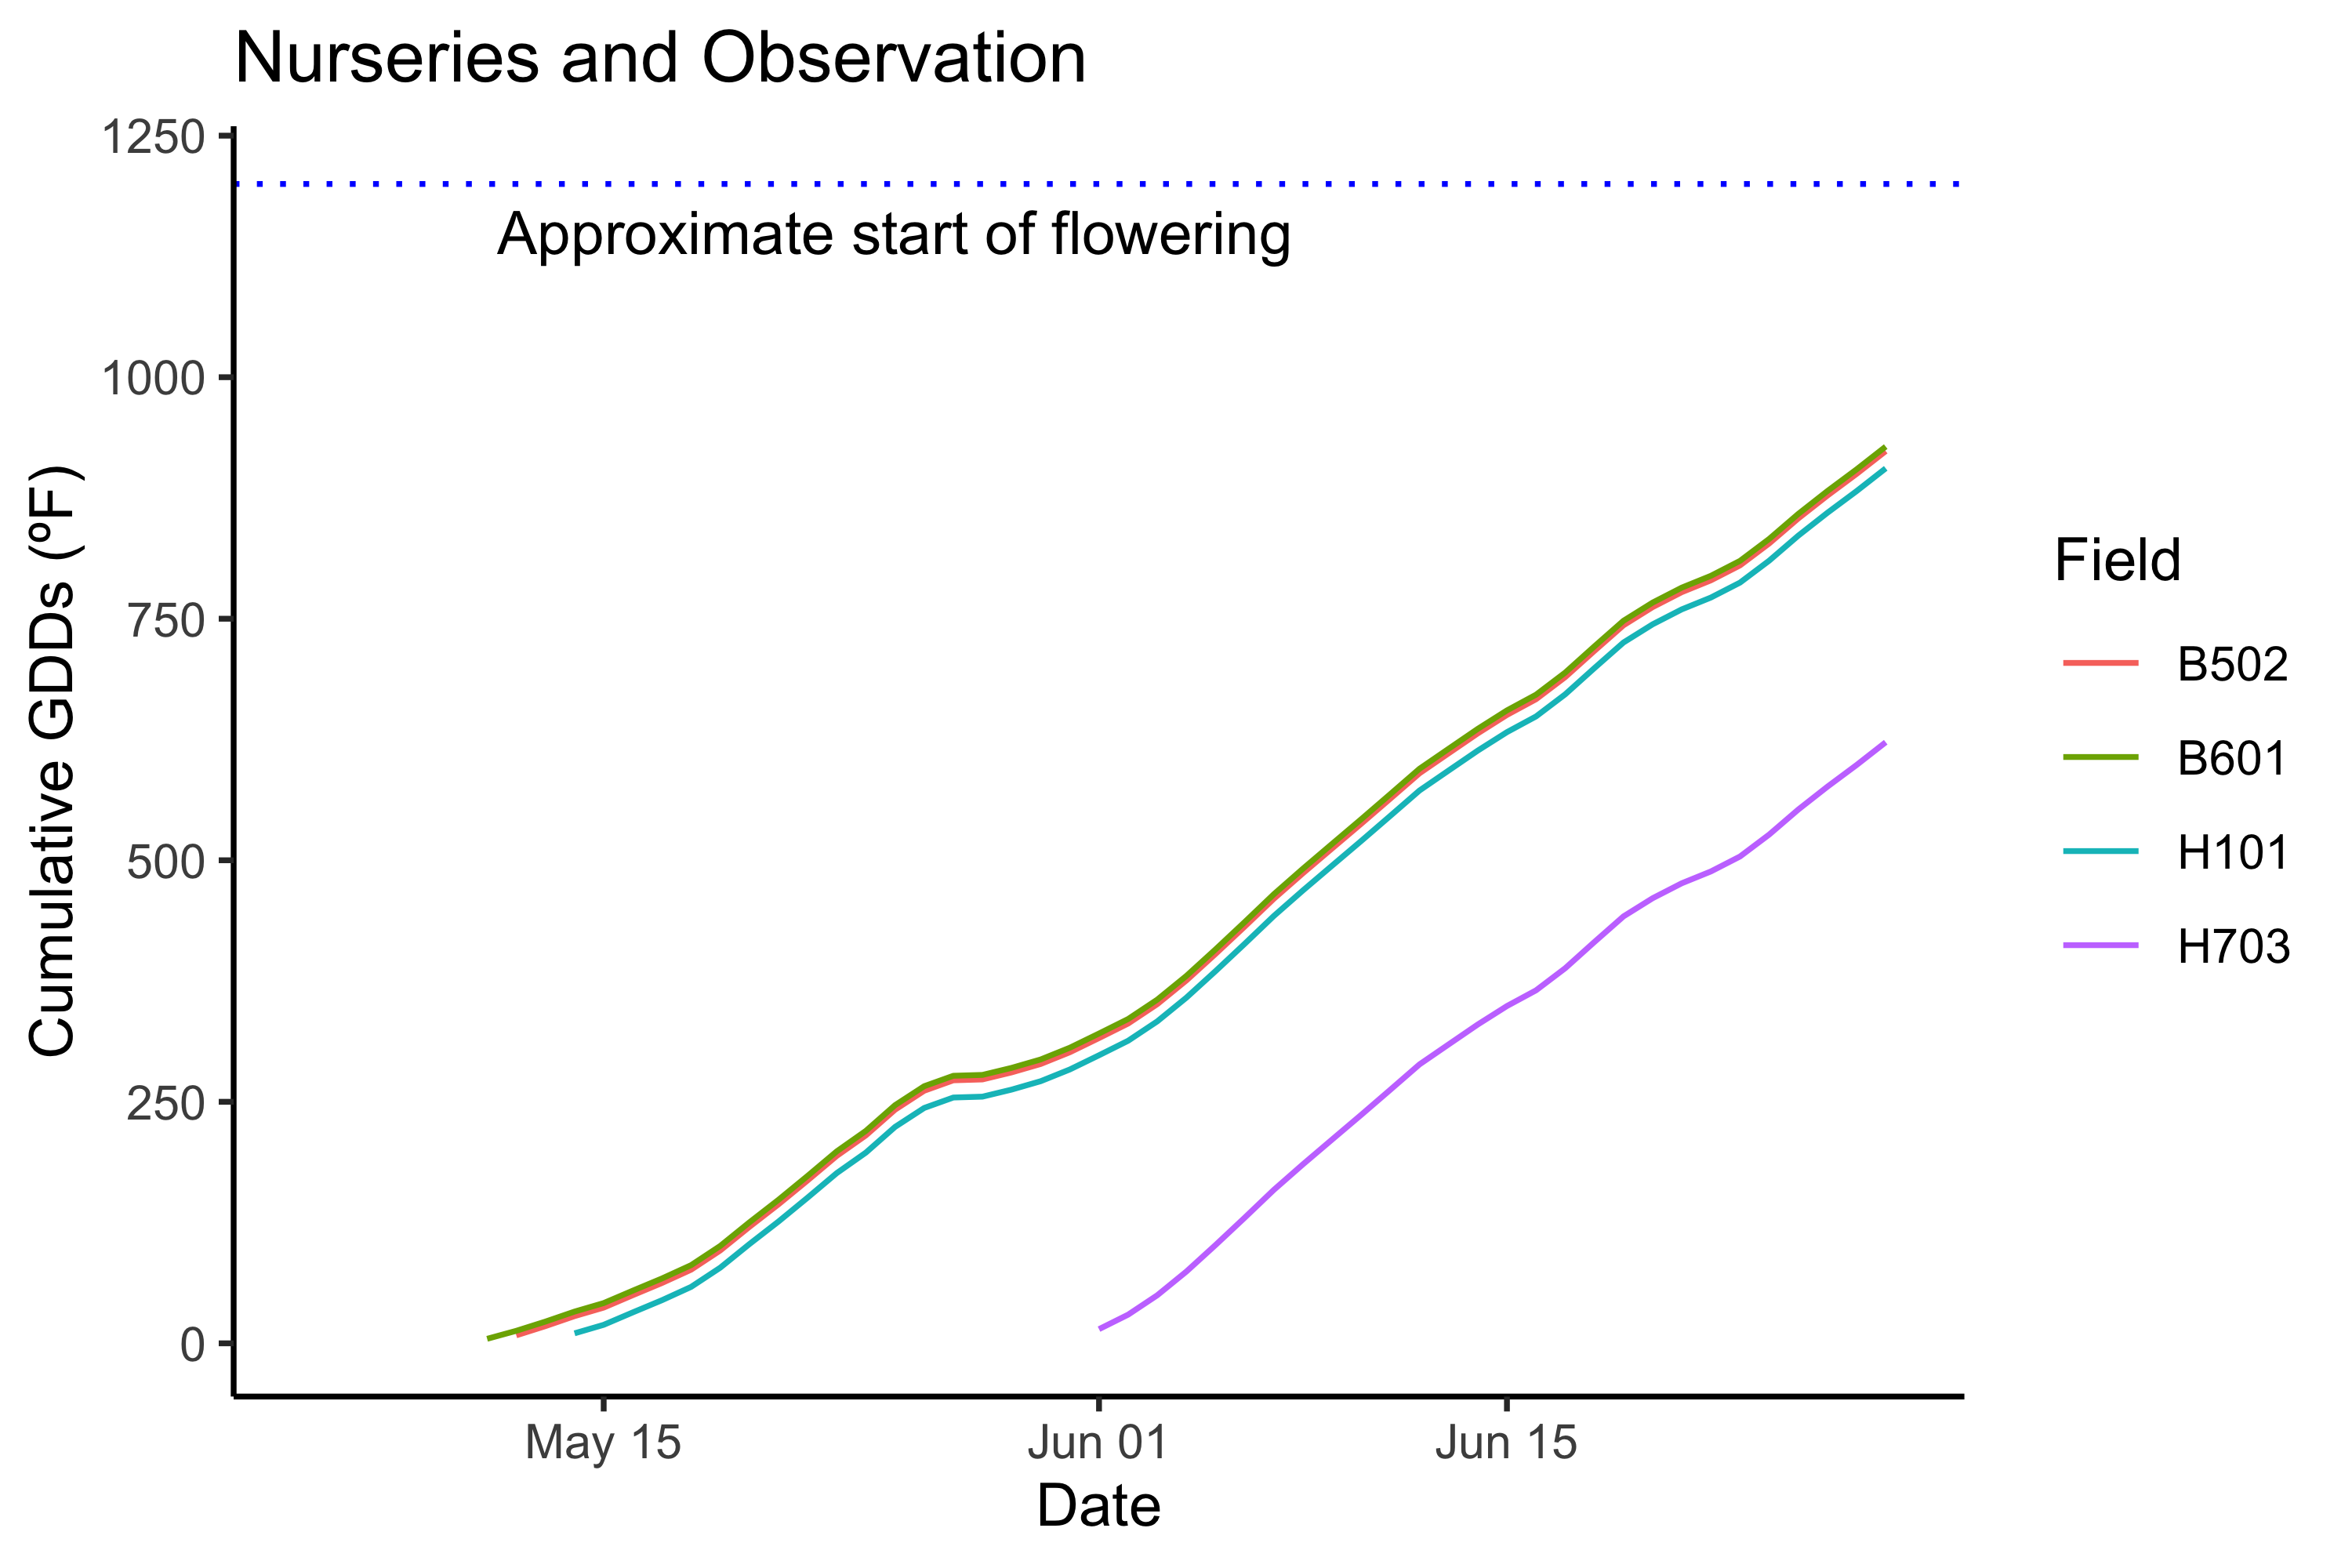 Nurseries and Observation
1250
Approximate start of flowering
1000
750
500
250
0
Cumulative GDDs (ºF)
May 15
Jun 01
Jun 15
Date
Field
B502
B601
H101
H703